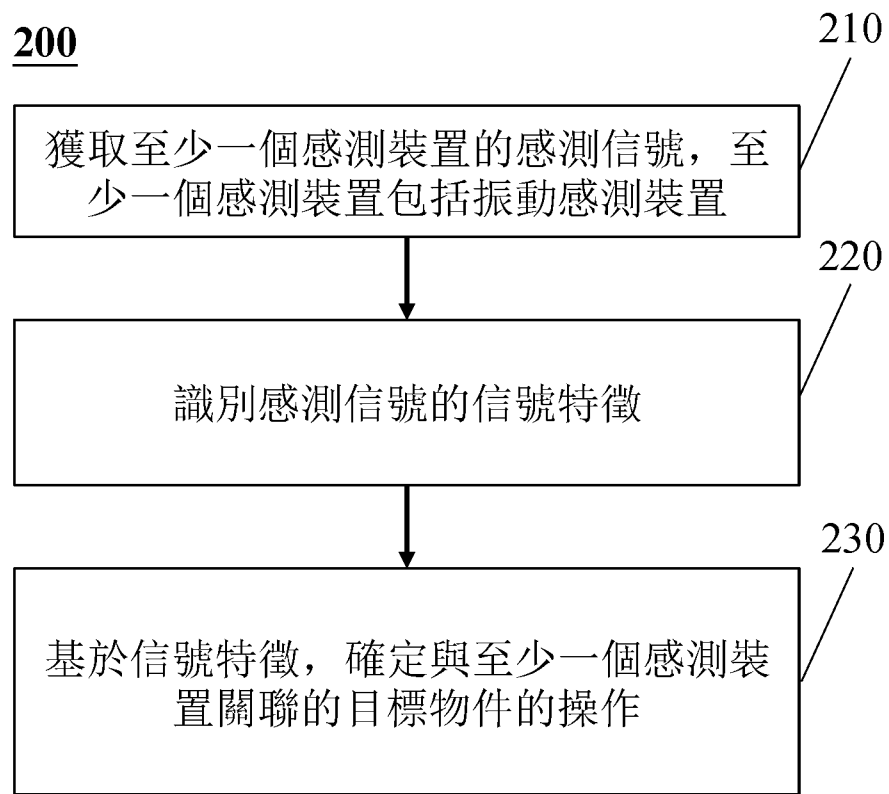 200
210
獲取至少一個感測裝置的感測信號，至
少一個感測裝置包括振動感測裝置
220
識別感測信號的信號特徵
230
基於信號特徵，確定與至少一個感測裝
置關聯的目標物件的操作